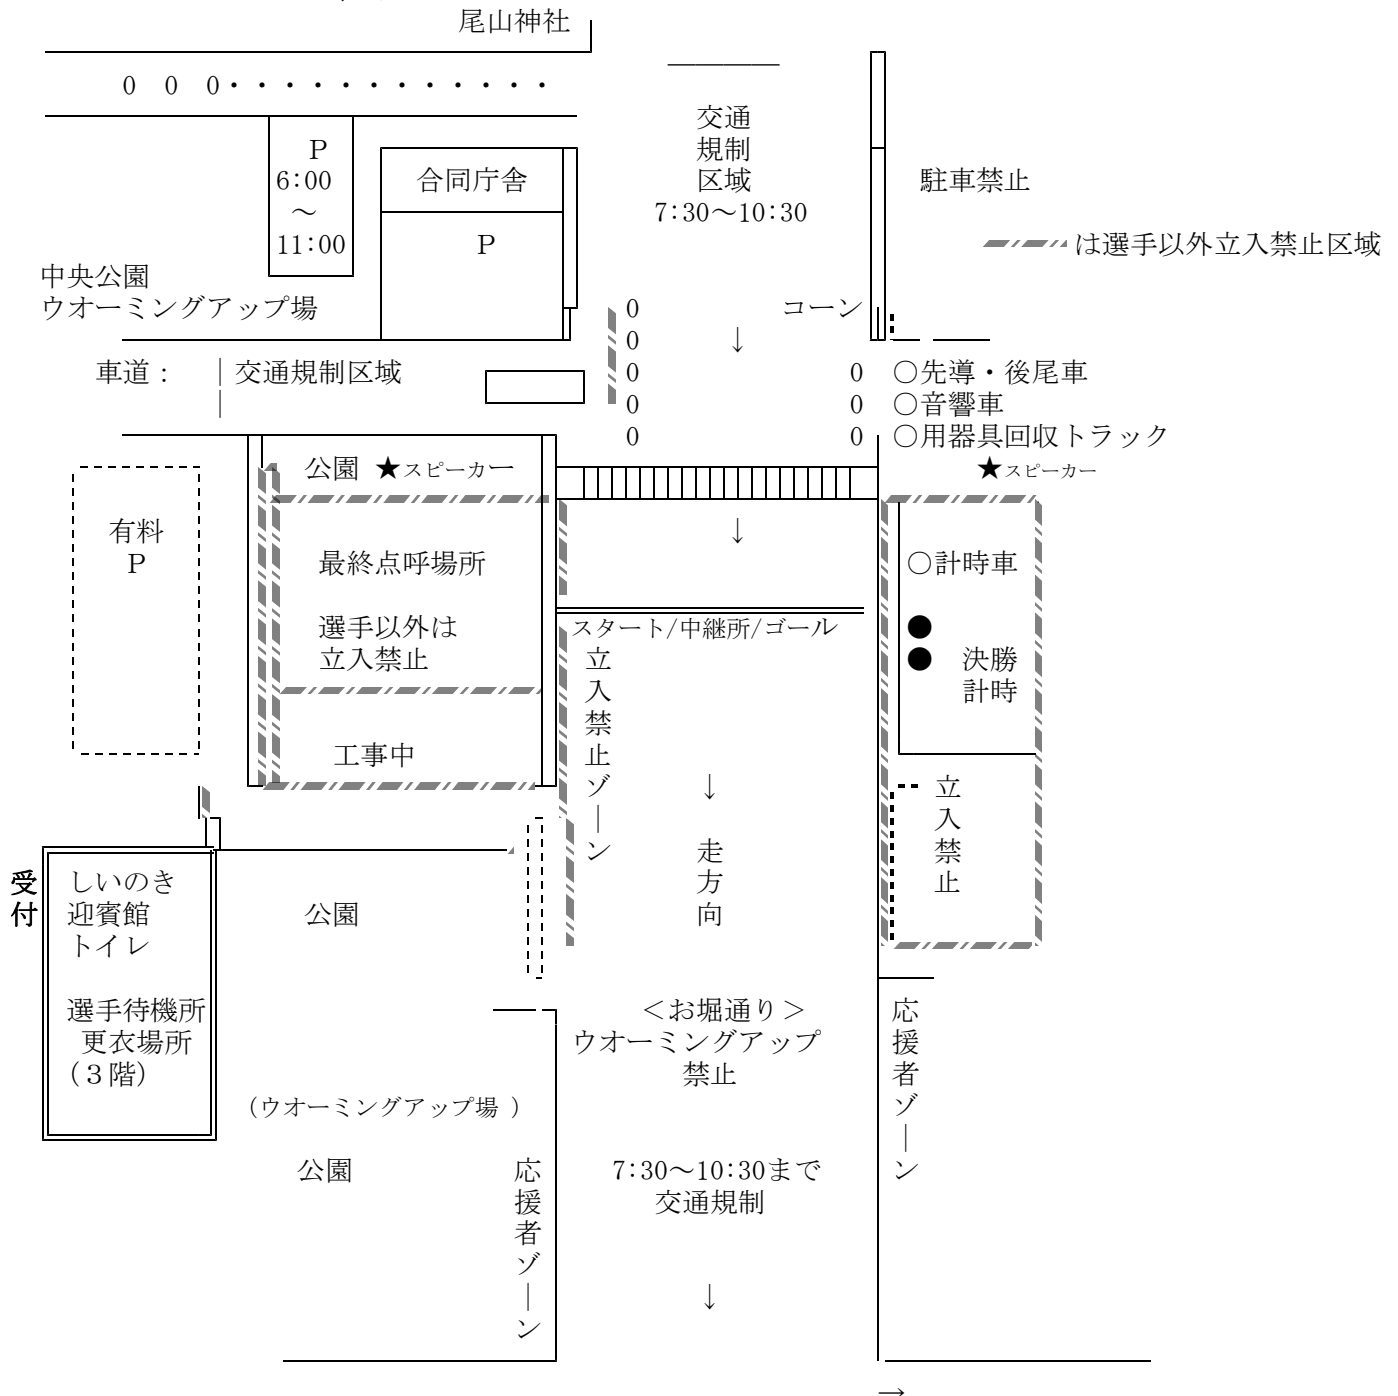 尾山神社
0 0 0・・・・・・・・・・・・
交通
規制
区域
7:30～10:30
P
6:00
～
11:00
合同庁舎
P
駐車禁止
は選手以外立入禁止区域
中央公園
ウオーミングアップ場
0
0
0
0
0
コーン
↓
車道：
交通規制区域
0
0
0
○先導・後尾車
○音響車
○用器具回収トラック
公園 ★スピーカー
★スピーカー
有料
P
最終点呼場所
選手以外は
立入禁止
工事中
↓
○計時車
●
● 決勝
計時
スタート/中継所/ゴール
立入禁止ゾーン
↓
走方向
立入禁止
受付
しいのき
迎賓館
トイレ
選手待機所
更衣場所
(３階)
公園
＜お堀通り＞
ウオーミングアップ
禁止
応援者ゾーン
(ウオーミングアップ場 )
公園
応援者ゾーン
7:30～10:30まで
交通規制
↓
→